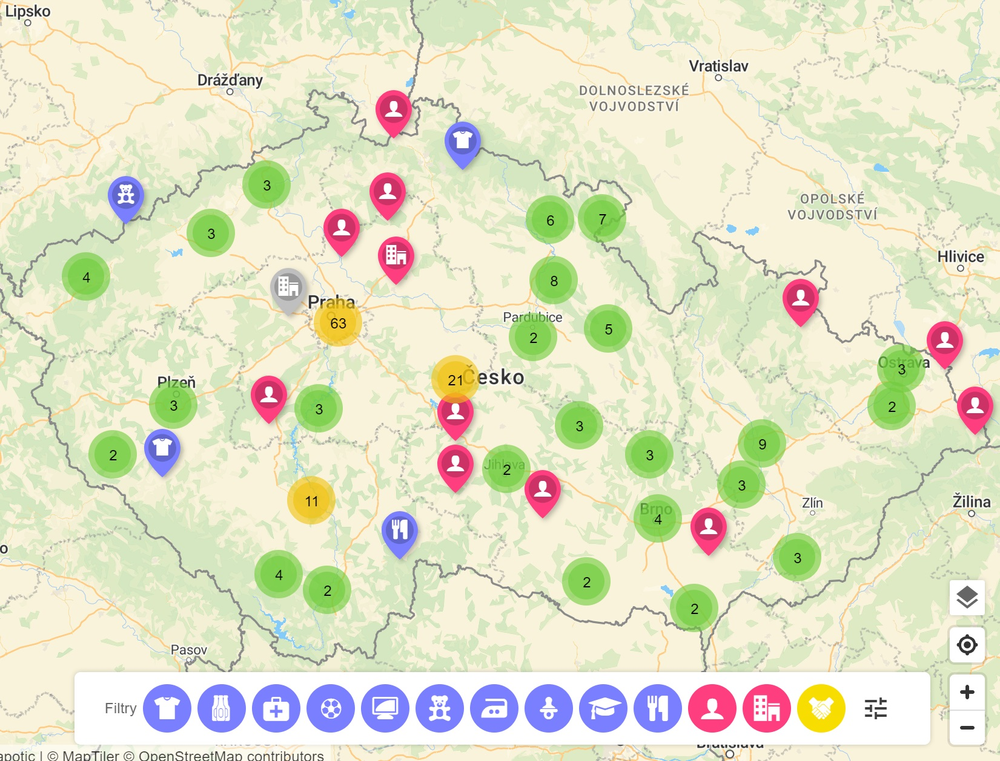 Lipsko
Drážďany
Vratislav
DOLNOSLEZSKÉ
VOJVODSTVÍ
OPOLSKÉ
VOJVODSTVÍ
3
6
7
3
Hlivice
4
8
Praha
63
Pardubice
2
5
Ostrava
3
21
Česko
Plzeň
3
3
2
3
9
2
3
Jihlava
2
3
11
Zlín
Žilina
Brno
4
o
3
4
2
2
2
Pasov
Filtry
Bratislava
apotic | © MapTiler © OpenStreetMap contributors